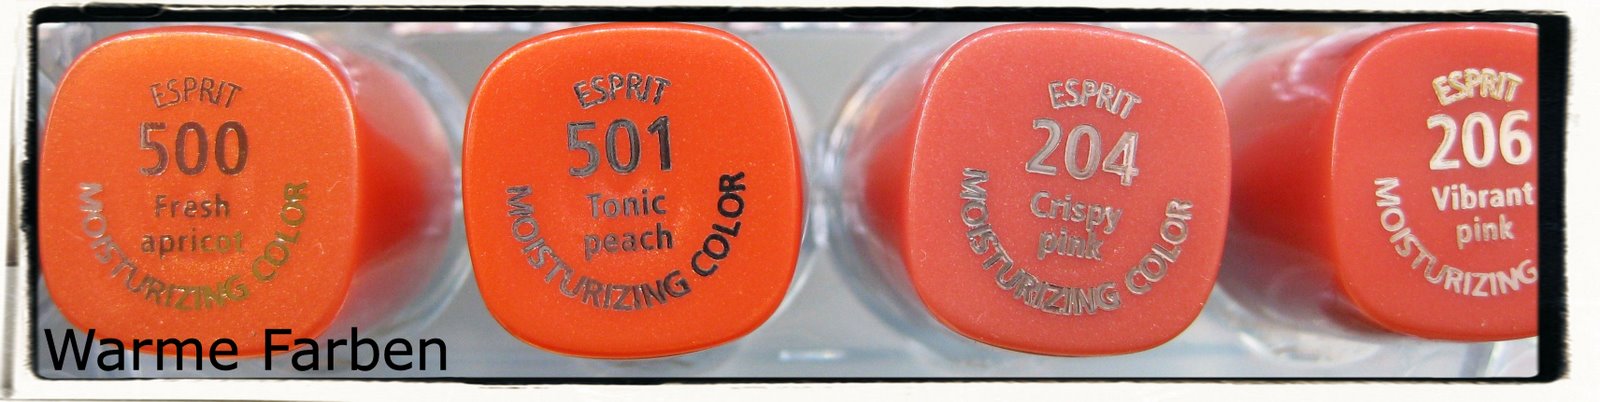 ESPRIT
500
Fresh
apricot
MOISTURIZING COLOR
ESPRIT
501
Tonic
peach
MOISTURIZING COLOR
ESPRIT
204
Crispy
pink
MOISTURIZING COLOR
ESPRIT
206
Vibrant
pink
MOISTURIZING
Warme Farben